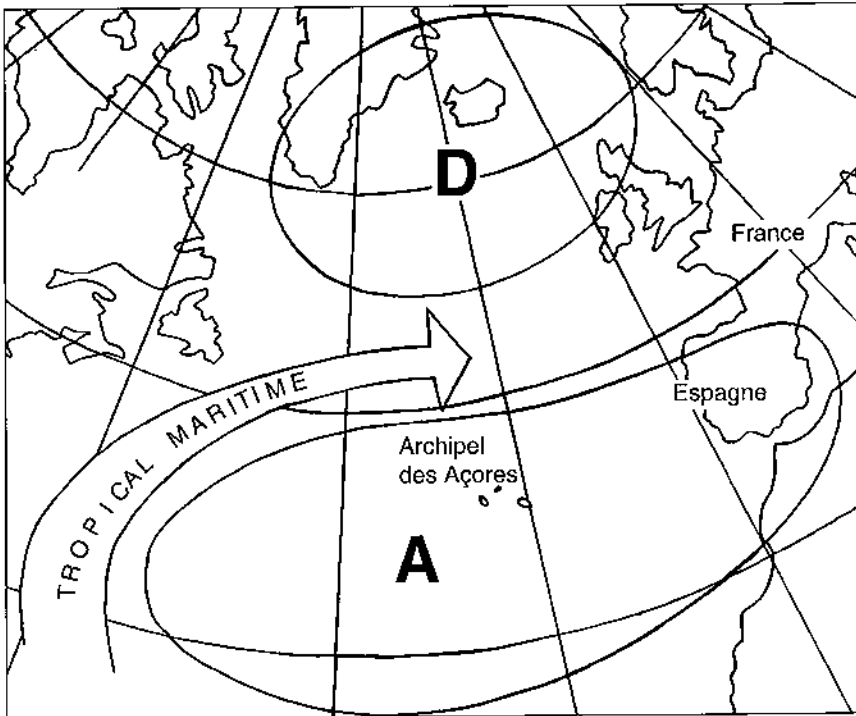 D
France
TROPICAL MARITIME
Espagne
Archipel
des Açores
A